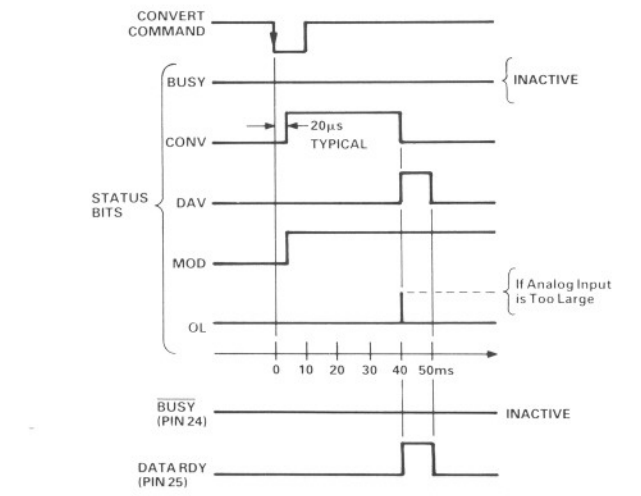 CONVERT
COMMAND
BUSY
INACTIVE
20µs
TYPICAL
CONV
STATUS
BITS
DAV
MOD
If Analog Input
is Too Large
OL
0 10 20 30 40 50ms
BUSY
(PIN 24)
INACTIVE
DATA RDY
(PIN 25)